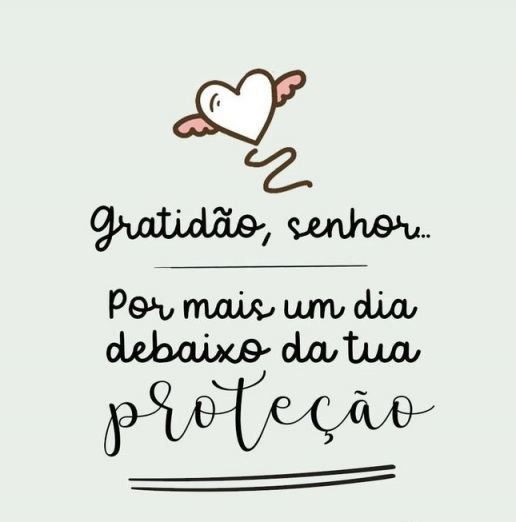 Gratidão, senhor...
Por mais um dia
debaixo da tua
proteção